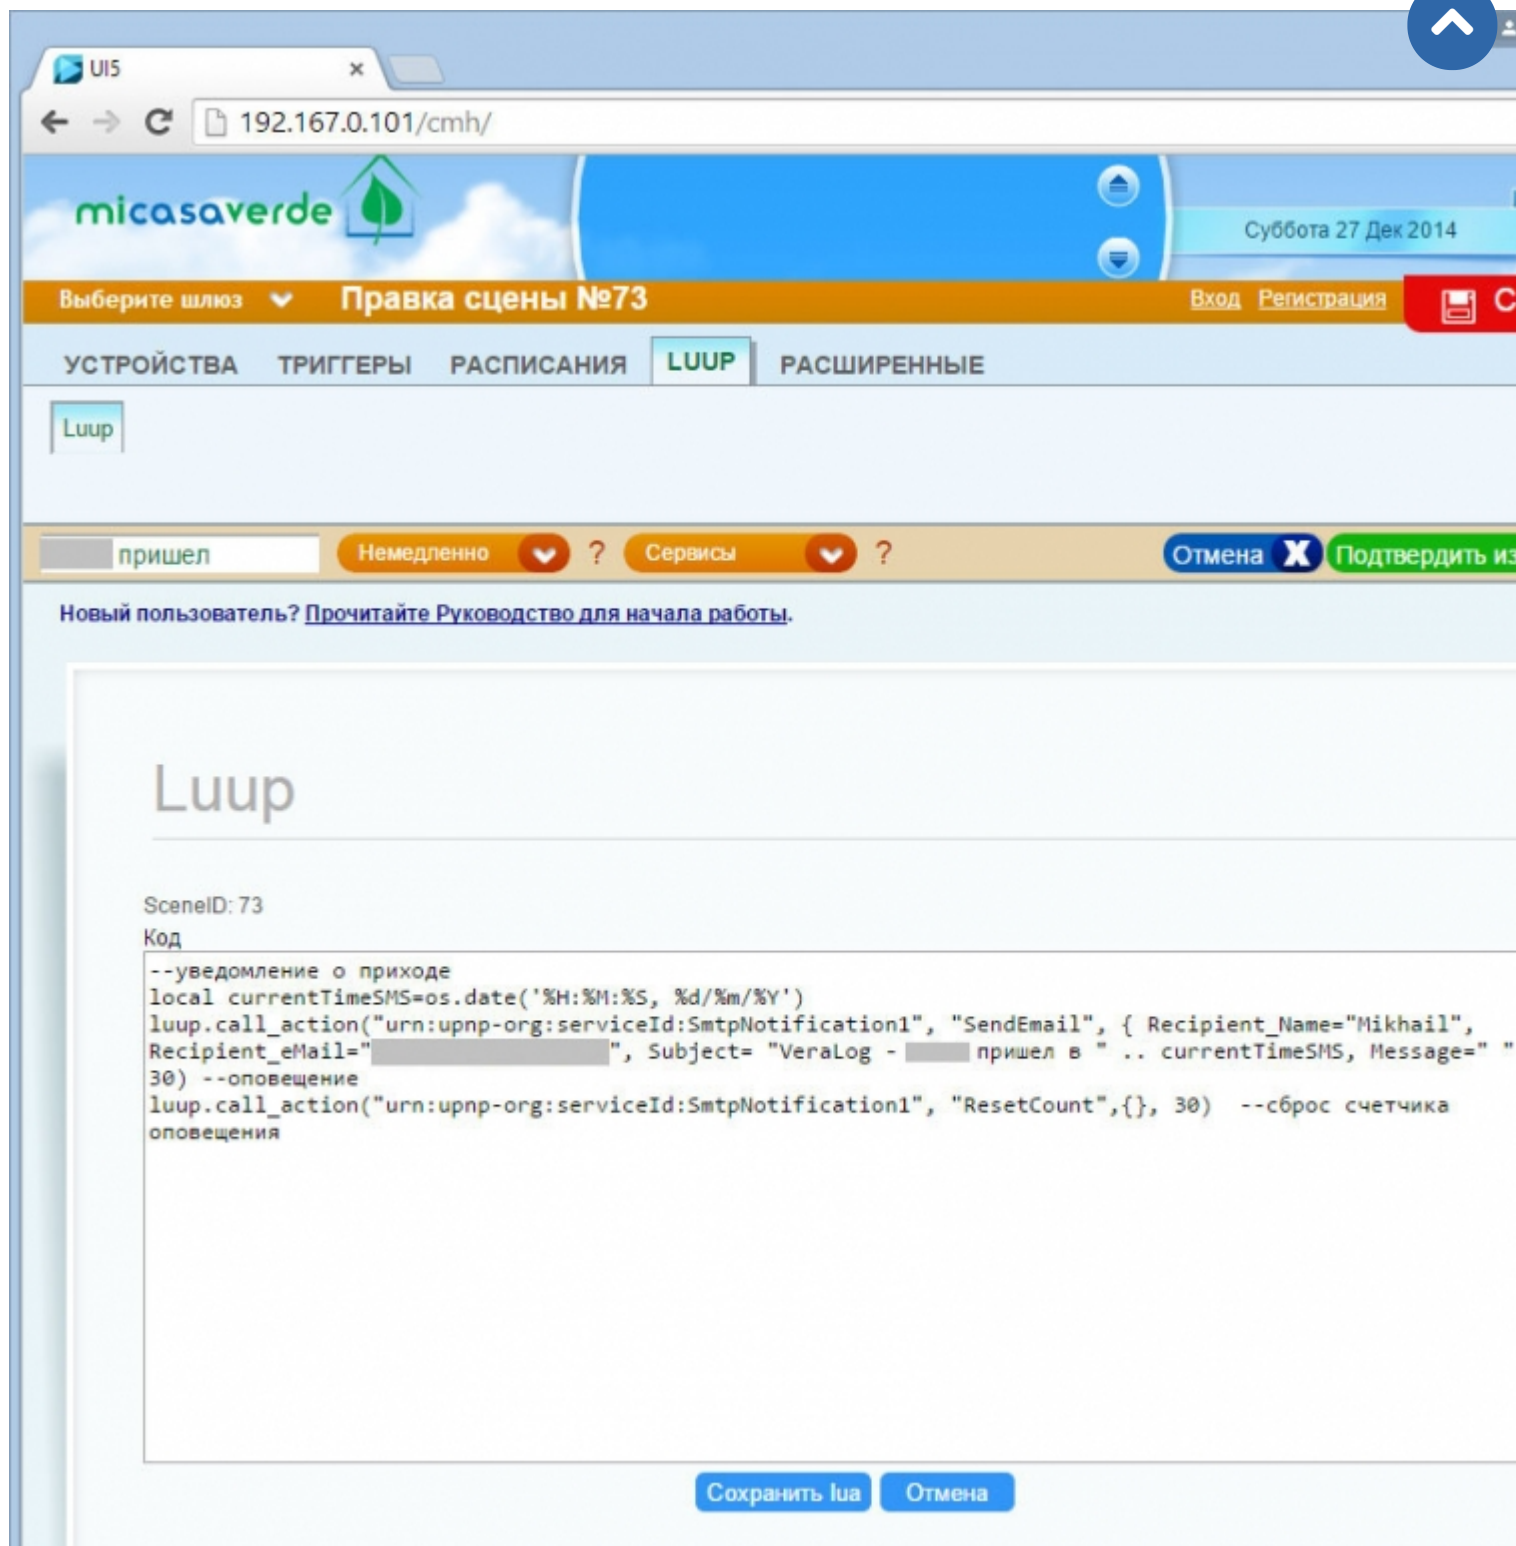 UI5
192.167.0.101/cmh/
micasaverde
Суббота 27 Дек 2014
Выберите шлюз Правка сцены №73 Вход Регистрация С
УСТРОЙСТВА ТРИГГЕРЫ РАСПИСАНИЯ LUUP РАСШИРЕННЫЕ
Luup
пришел Немедленно ? Сервисы ? Отмена X Подтвердить из
Новый пользователь? Прочитайте Руководство для начала работы.
Luup
SceneID: 73
Код
--уведомление о приходе
local currentTimeSMS=os.date('%H:%M:%S, %d/%m/%Y')
luup.call_action("urn:upnp-org:serviceId:SmtpNotification1", "SendEmail", { Recipient_Name="Mikhail",
Recipient_eMail=" ", Subject= "VeraLog - пришел в " .. currentTimeSMS, Message=" "
30) --оповещение
luup.call_action("urn:upnp-org:serviceId:SmtpNotification1", "ResetCount",{}, 30) --сброс счетчика
оповещения
Сохранить lua Отмена